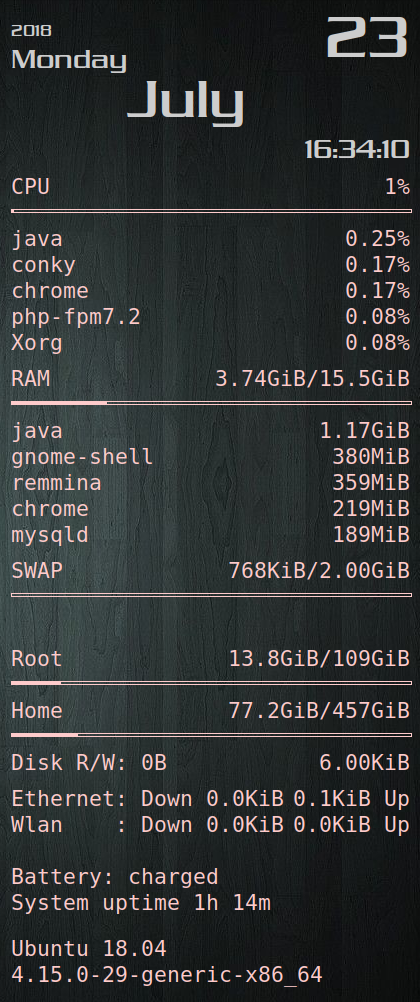 2018
23
Monday
July
16:34:10
CPU 1%
java 0.25%
conky 0.17%
chrome 0.17%
php-fpm7.2 0.08%
Xorg 0.08%
RAM 3.74GiB/15.5GiB
java 1.17GiB
gnome-shell 380MiB
remmina 359MiB
chrome 219MiB
mysqld 189MiB
SWAP 768KiB/2.00GiB
Root 13.8GiB/109GiB
Home 77.2GiB/457GiB
Disk R/W: 0B 6.00KiB
Ethernet: Down 0.0KiB 0.1KiB Up
Wlan : Down 0.0KiB 0.0KiB Up
Battery: charged
System uptime 1h 14m
Ubuntu 18.04
4.15.0-29-generic-x86_64